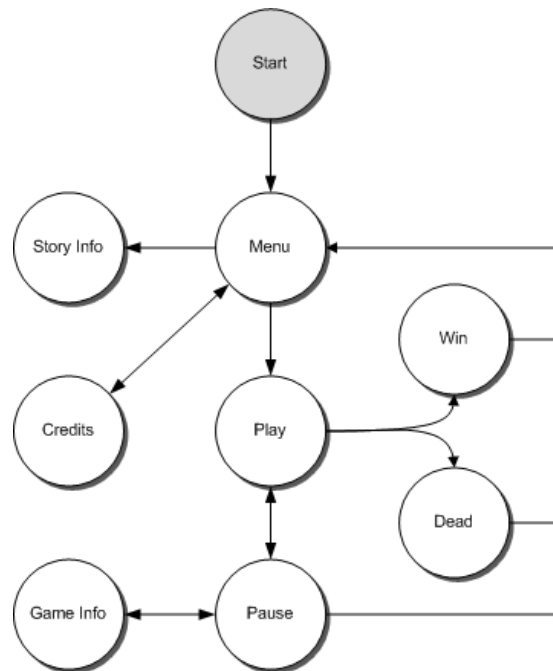 Start
Story Info
Menu
Win
Credits
Play
Dead
Game Info
Pause